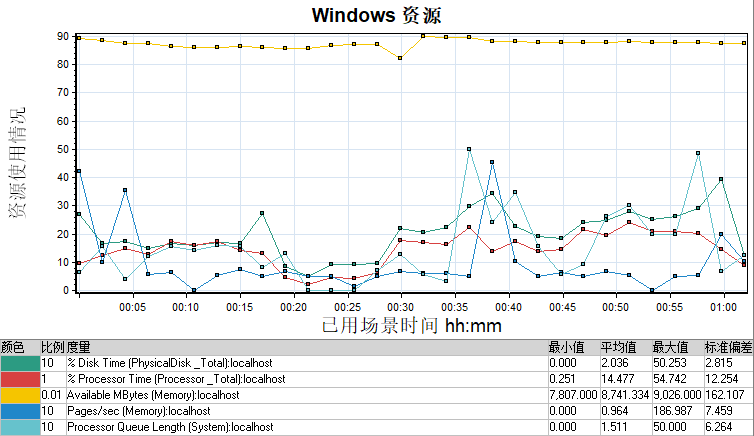 Windows 资源
90
80
70
60
50
40
30
20
10
0
资源使用情况
00:05 00:10 00:15 00:20 00:25 00:30 00:35 00:40 00:45 00:50 00:55 01:00
已用场景时间 hh:mm
颜色 比例 度量 最小值 平均值 最大值 标准偏差
10 % Disk Time (PhysicalDisk _Total):localhost 0.000 2.036 50.253 2.815
1 % Processor Time (Processor _Total):localhost 0.251 14.477 54.742 12.254
0.01 Available MBytes (Memory):localhost 7,807.000 8,741.334 9,026.000 162.107
10 Pages/sec (Memory):localhost 0.000 0.964 186.987 7.459
10 Processor Queue Length (System):localhost 0.000 1.511 50.000 6.264